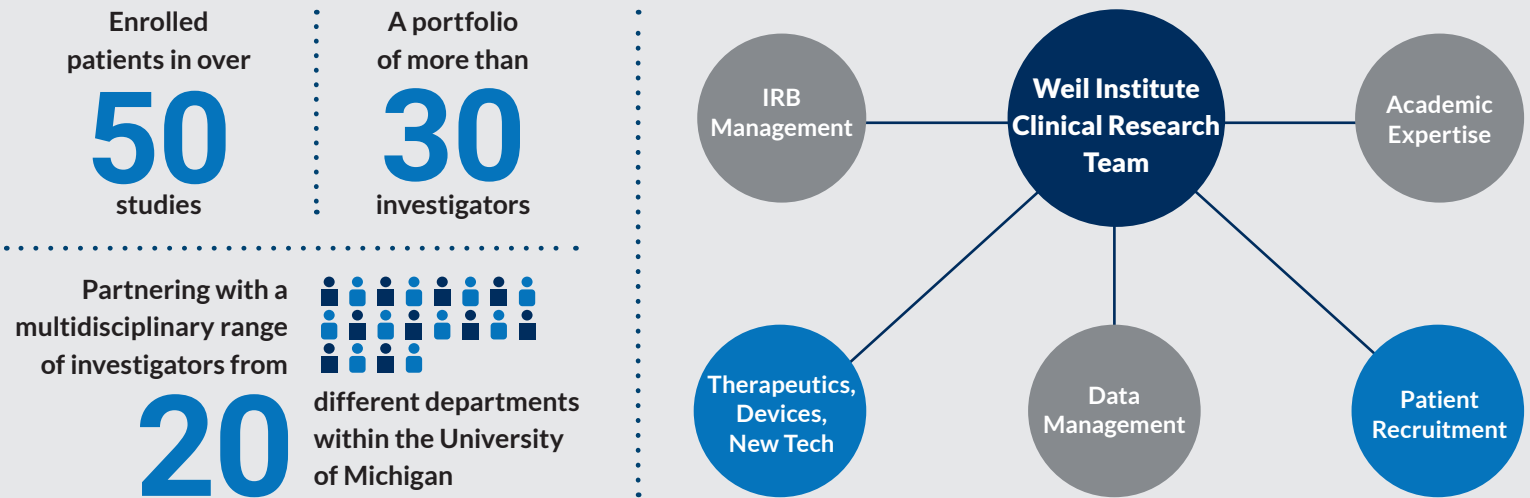 Enrolled
patients in over
50
studies
A portfolio
of more than
30
investigators
Partnering with a
multidisciplinary range
of investigators from
20
different departments
within the University
of Michigan
IRB
Management
Weil Institute
Clinical Research
Team
Academic
Expertise
Therapeutics,
Devices,
New Tech
Data
Management
Patient
Recruitment